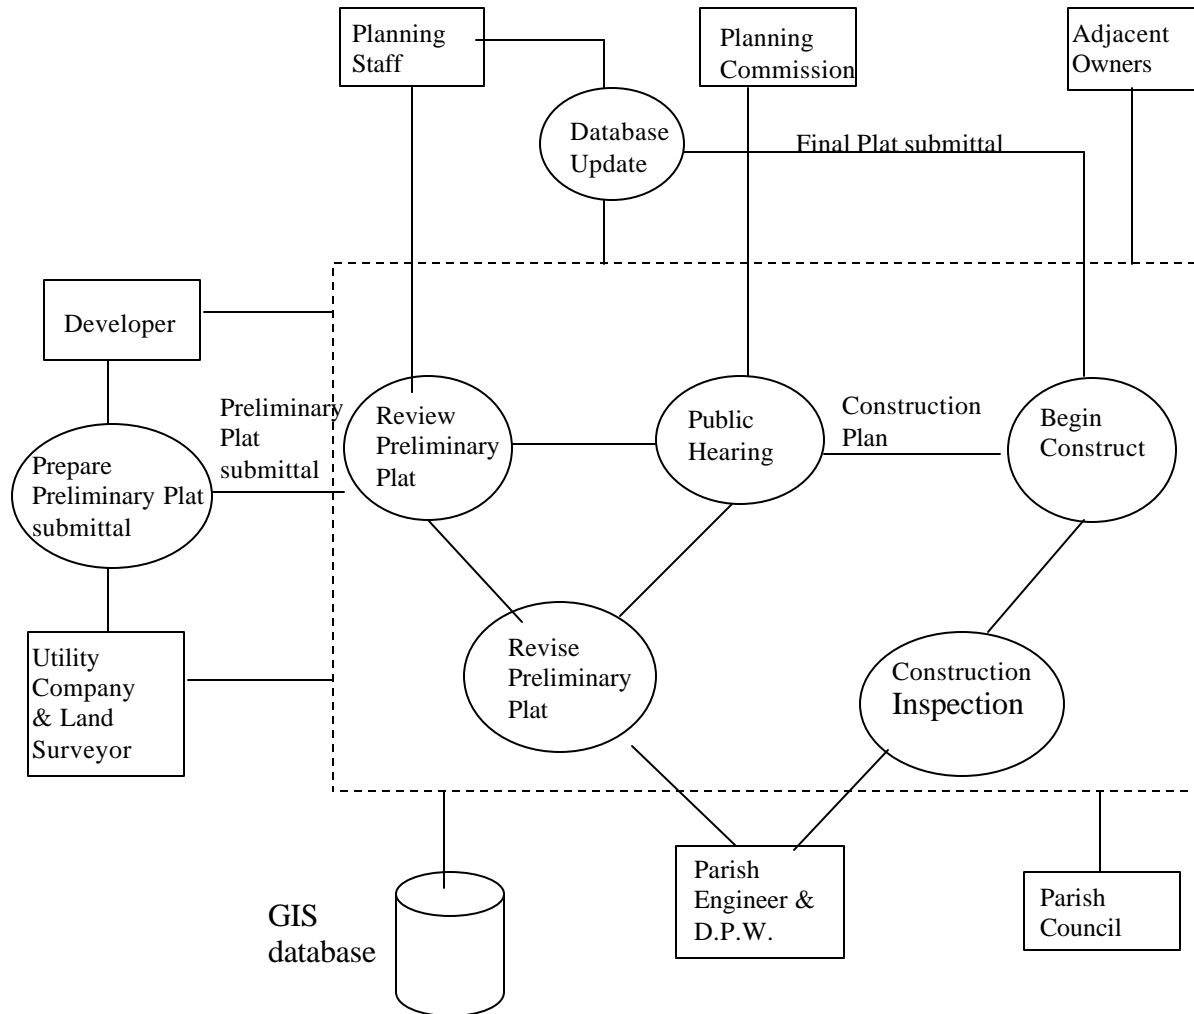 Planning
Staff
Planning
Commission
Adjacent
Owners
Database
Update
Final Plat submittal
Developer
Preliminary
Plat
submittal
Review
Preliminary
Plat
Public
Hearing
Construction
Plan
Begin
Construct
Prepare
Preliminary Plat
submittal
Utility
Company
& Land
Surveyor
Revise
Preliminary
Plat
Construction
Inspection
GIS
database
Parish
Engineer &
D.P.W.
Parish
Council